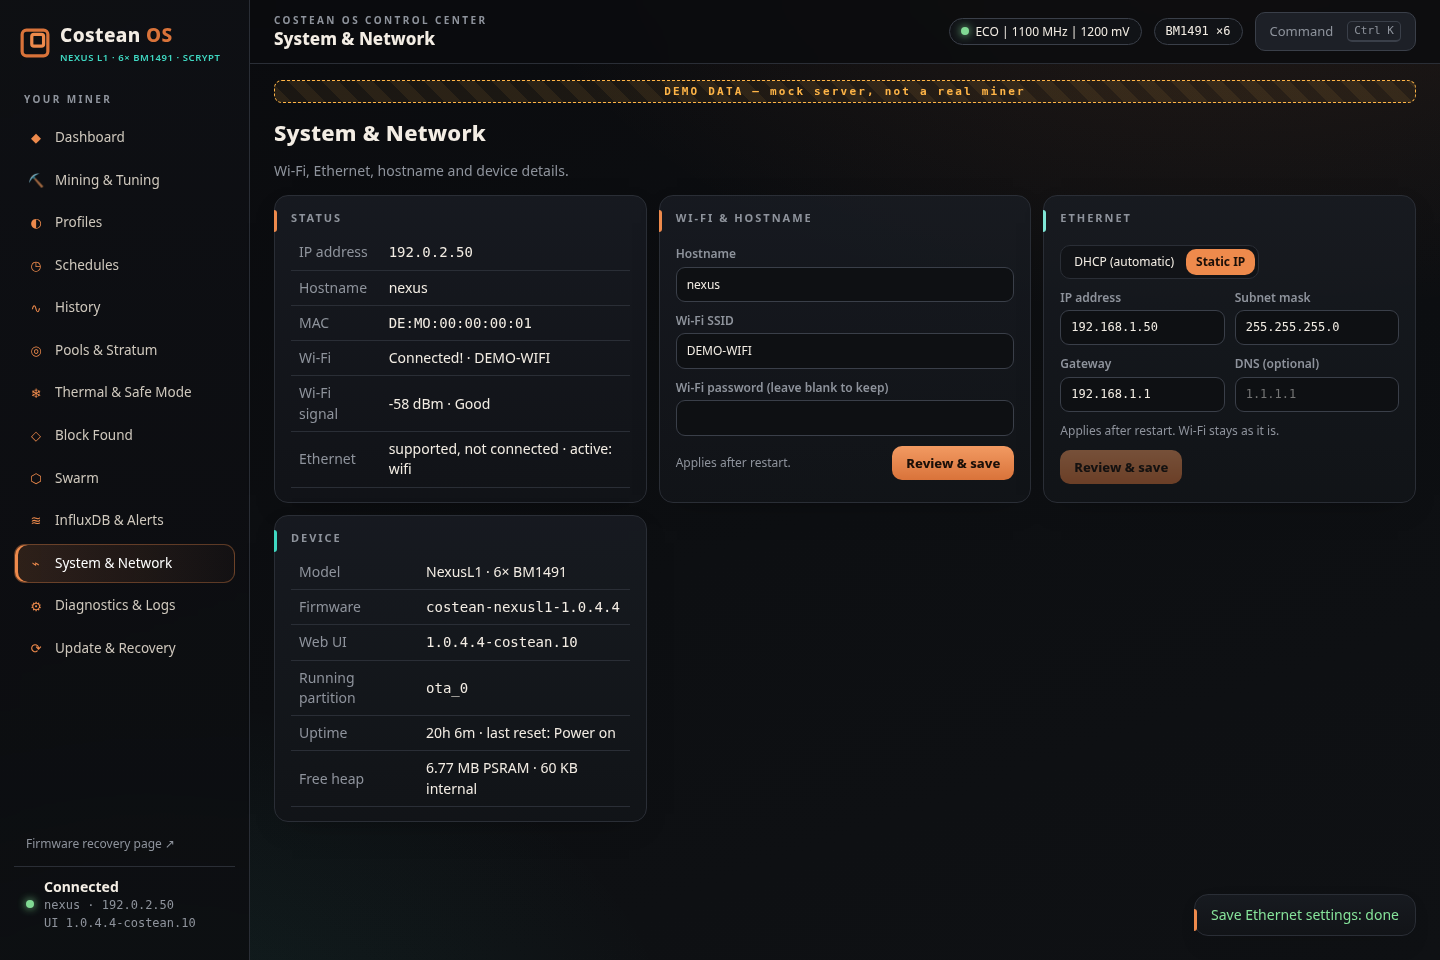 Costean OS
NEXUS L1 · 6× BM1491 · SCRYPT
YOUR MINER
Dashboard
Mining & Tuning
Profiles
Schedules
History
Pools & Stratum
Thermal & Safe Mode
Block Found
Swarm
InfluxDB & Alerts
System & Network
Diagnostics & Logs
Update & Recovery
Firmware recovery page ↗
Connected
nexus · 192.0.2.50
UI 1.0.4.4-costean.10
COSTEAN OS CONTROL CENTER
System & Network
ECO | 1100 MHz | 1200 mV
BM1491 ×6
Command Ctrl K
DEMO DATA — mock server, not a real miner
System & Network
Wi-Fi, Ethernet, hostname and device details.
STATUS
IP address 192.0.2.50
Hostname nexus
MAC DE:MO:00:00:00:01
Wi-Fi Connected! · DEMO-WIFI
Wi-Fi signal -58 dBm · Good
Ethernet supported, not connected · active: wifi
WI-FI & HOSTNAME
Hostname
nexus
Wi-Fi SSID
DEMO-WIFI
Wi-Fi password (leave blank to keep)
Applies after restart.
Review & save
ETHERNET
DHCP (automatic) Static IP
IP address Subnet mask
192.168.1.50 255.255.255.0
Gateway DNS (optional)
192.168.1.1 1.1.1.1
Applies after restart. Wi-Fi stays as it is.
Review & save
DEVICE
Model NexusL1 · 6× BM1491
Firmware costean-nexusl1-1.0.4.4
Web UI 1.0.4.4-costean.10
Running partition ota_0
Uptime 20h 6m · last reset: Power on
Free heap 6.77 MB PSRAM · 60 KB internal
Save Ethernet settings: done